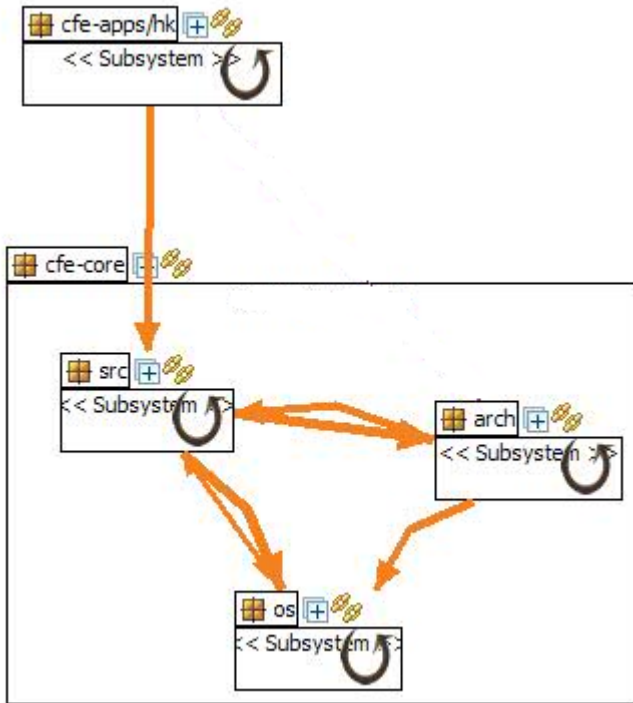 cfe-apps/hk
<< Subsystem >>
cfe-core
src
<< Subsystem >>
arch
<< Subsystem >>
os
<< Subsystem >>